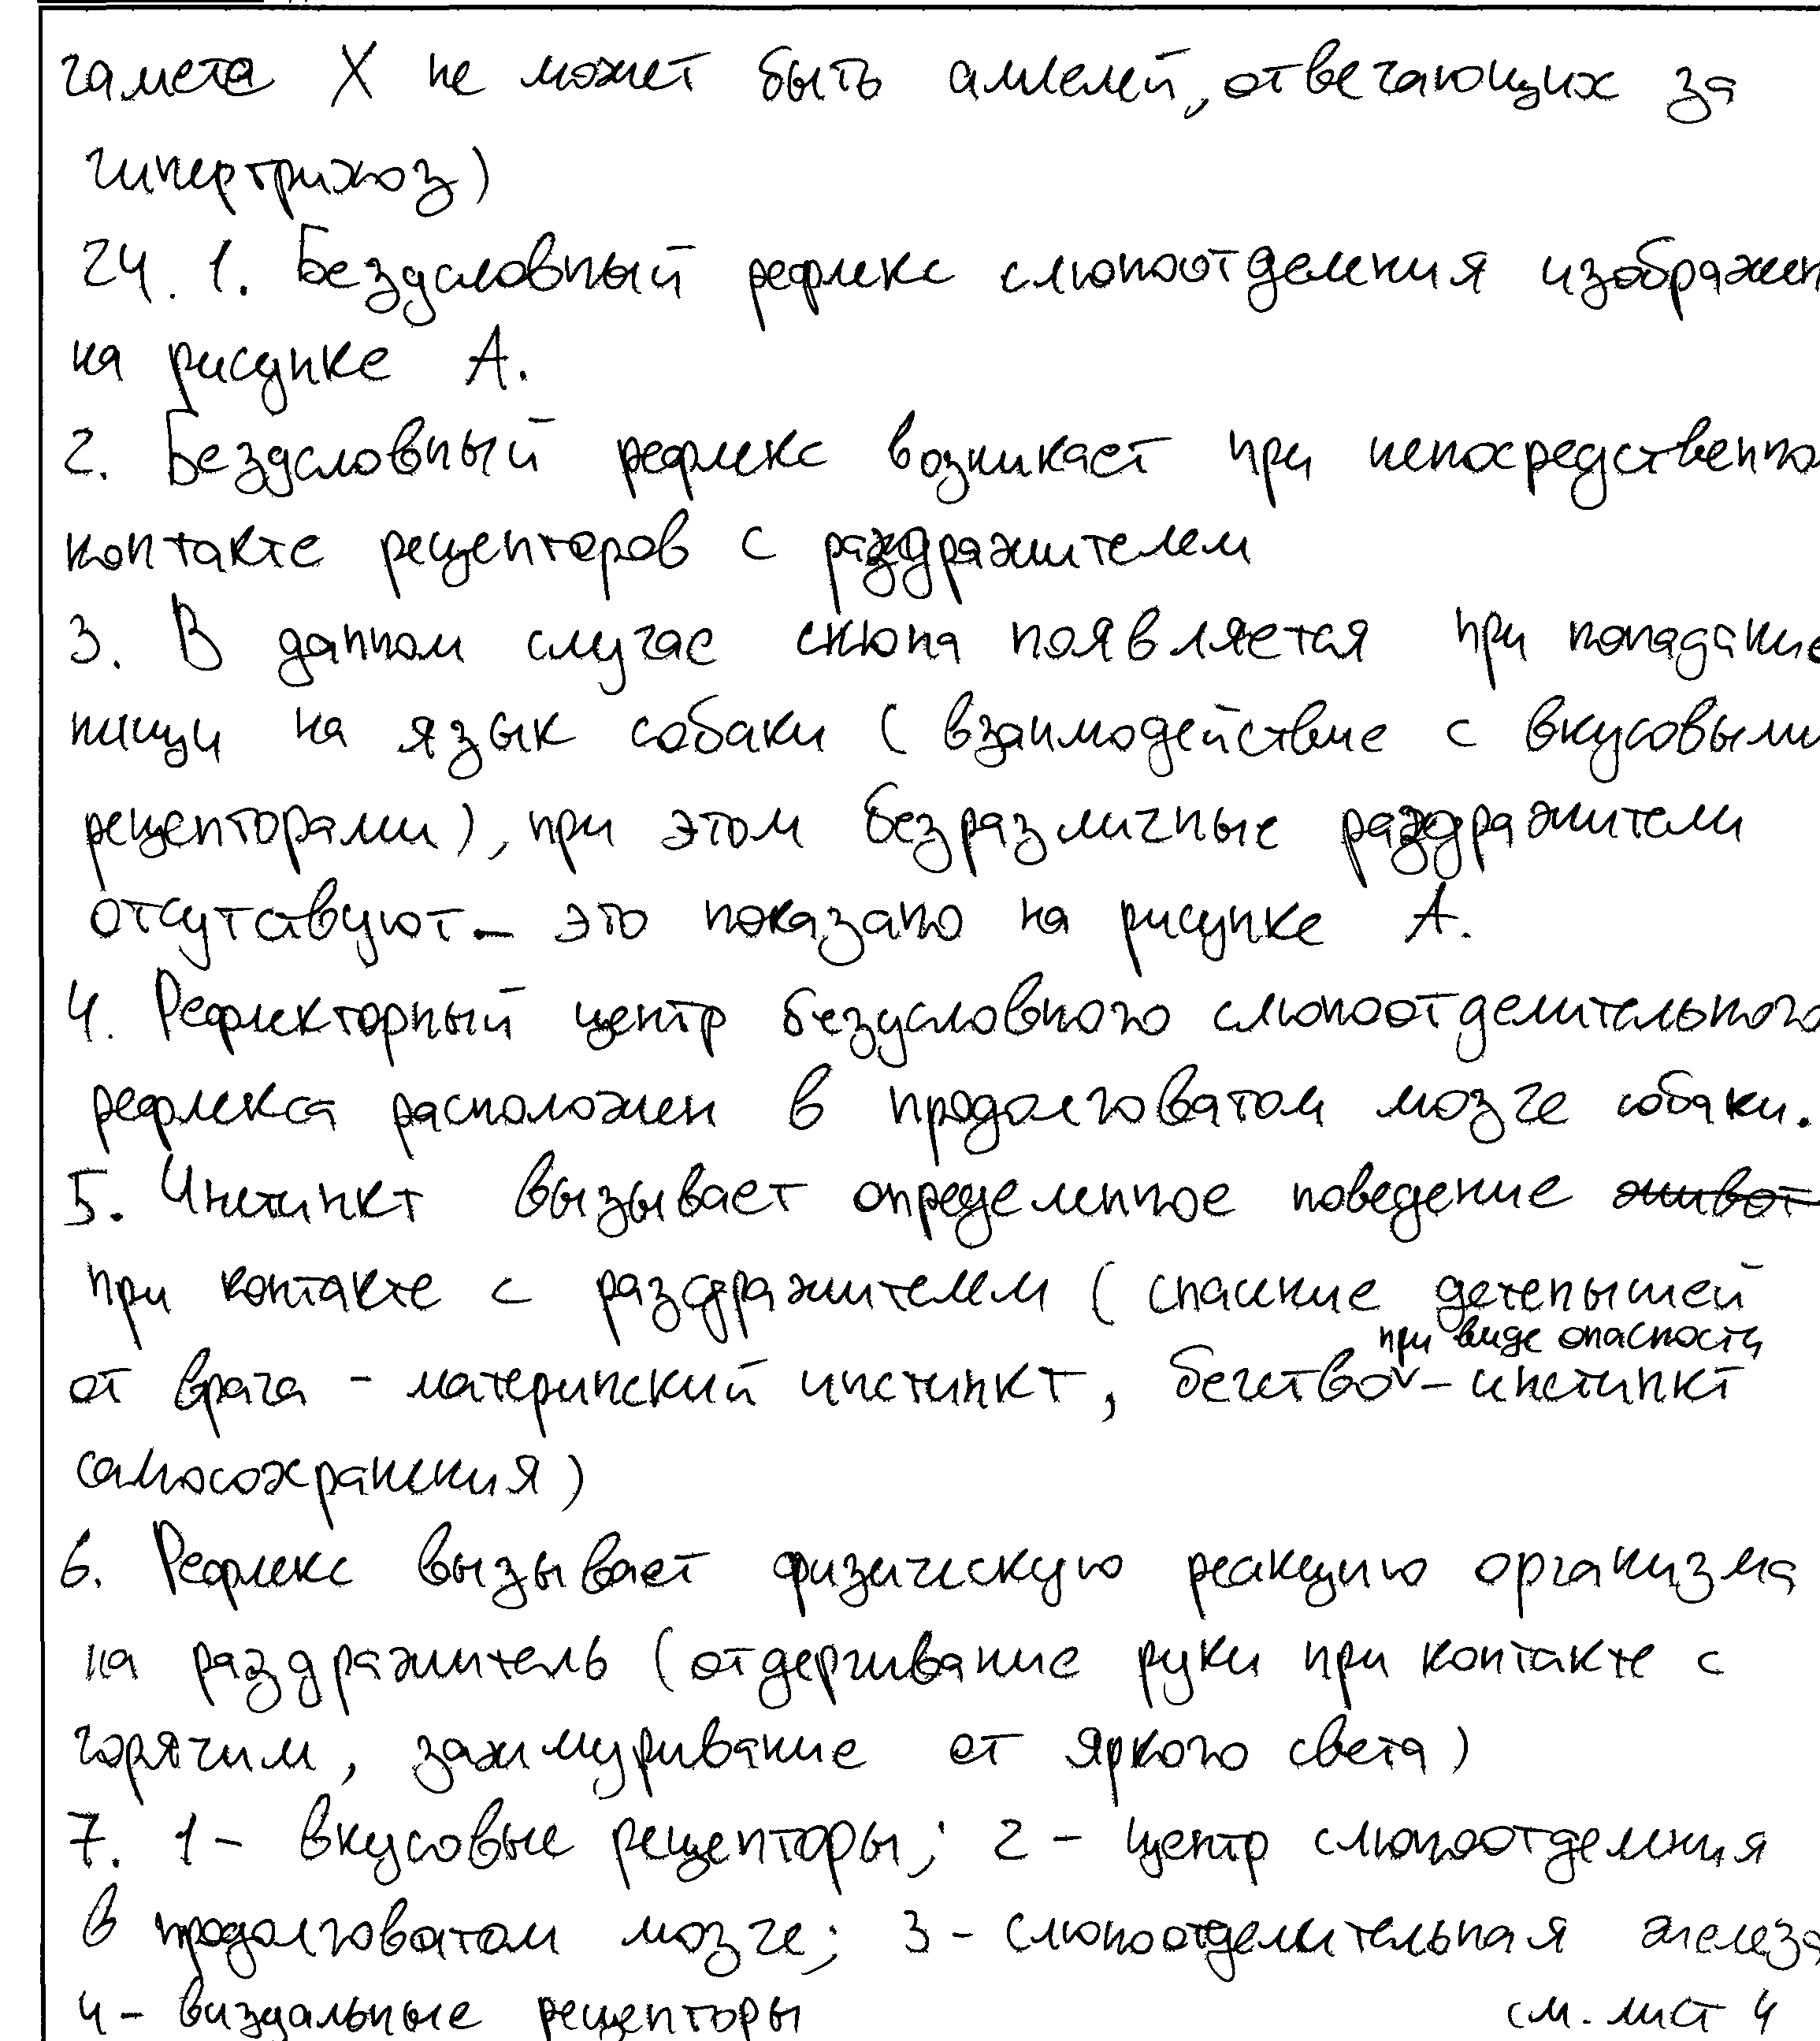 гамета X не может быть аллелей, отвечающих за
гипертрихоз)
24. 1. Безусловный рефлекс слюноотделения изображен
на рисунке А.
2. Безусловный рефлекс возникает при непосредственно
контакте рецепторов с раздражителем
3. В данном случае слюна появляется при попадание
пищи на язык собаки (взаимодействие с вкусовыми
рецепторами), при этом безразличные раздражители
отсутствуют – это показано на рисунке А.
4. Рефлекторный центр безусловного слюноотделительного
рефлекса расположен в продолговатом мозге собаки.
5. Инстинкт вызывает определенное поведение живот
при контакте с раздражителем (спасение детенышей
при виде опасности
от врага – материнский инстинкт, бегство – инстинкт
самосохранения)
6. Рефлекс вызывает физическую реакцию организма
на раздражитель (отдергивание руки при контакте с
горячим, зажмуривание от яркого света)
7. 1 – вкусовые рецепторы; 2 – центр слюноотделения
в продолговатом мозге; 3 – слюноотделительная железа
4 – визуальные рецепторы см. лист 4